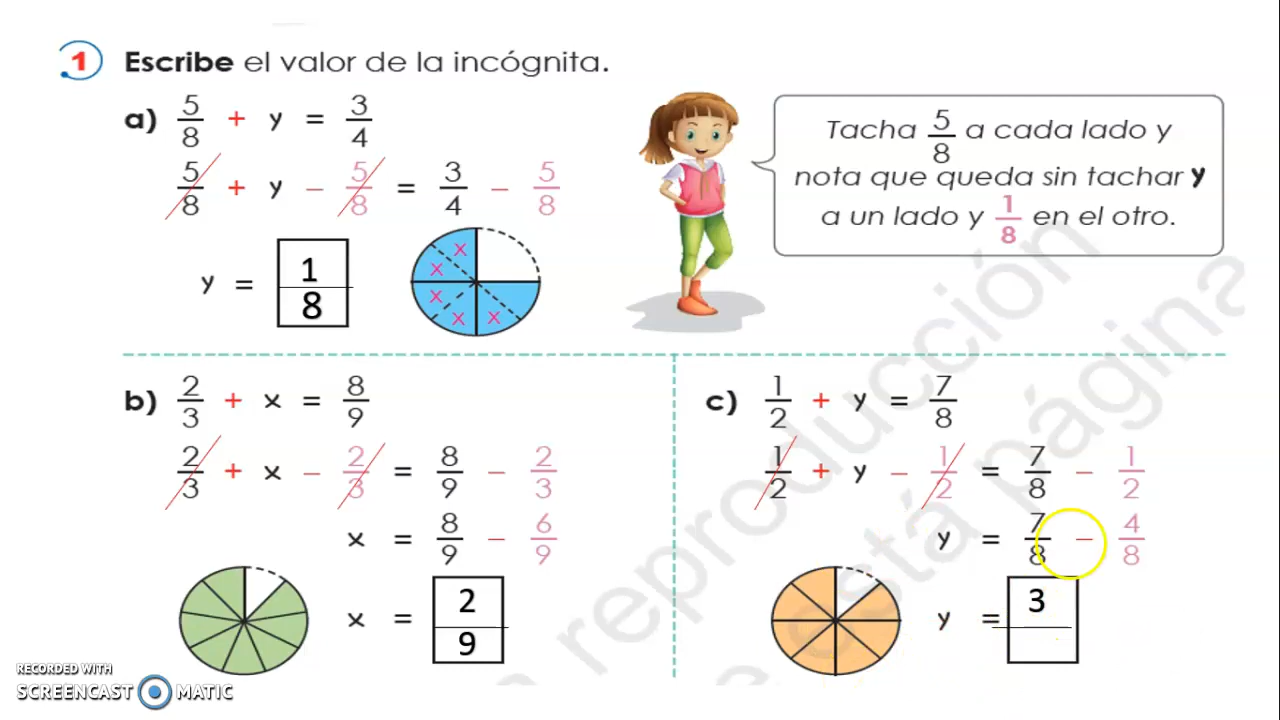 1 Escribe el valor de la incógnita.
a) 5/8 + y = 3/4
5/8 + y − 5/8 = 3/4 − 5/8
y = 1/8
x
x
x
x x
Tacha 5/8 a cada lado y
nota que queda sin tachar y
a un lado y 1/8 en el otro.
b) 2/3 + x = 8/9
2/3 + x − 2/3 = 8/9 − 2/3
x = 8/9 − 6/9
x = 2/9
c) 1/2 + y = 7/8
1/2 + y − 1/2 = 7/8 − 1/2
y = 7/8 − 4/8
y = 3
reproducción
está página
RECORDED WITH
SCREENCAST MATIC